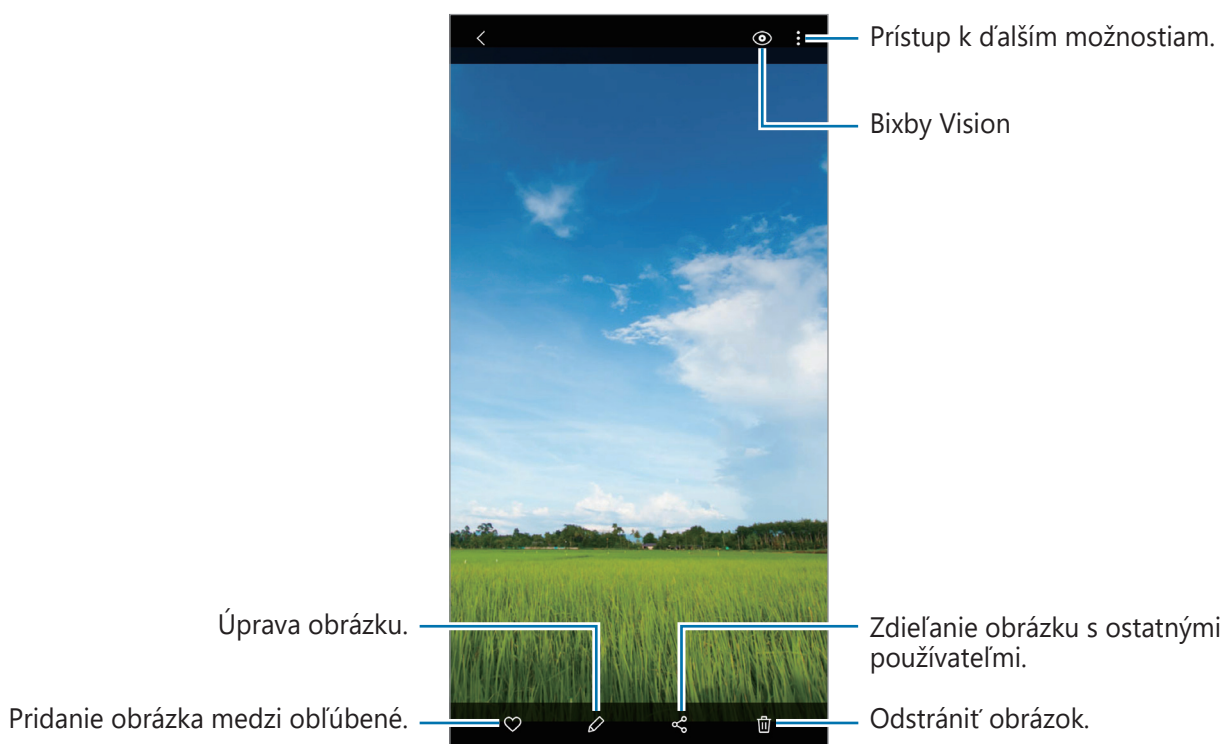 Prístup k ďalším možnostiam.
Bixby Vision
Úprava obrázku.
Zdieľanie obrázku s ostatnými
používateľmi.
Pridanie obrázka medzi obľúbené.
Odstrániť obrázok.